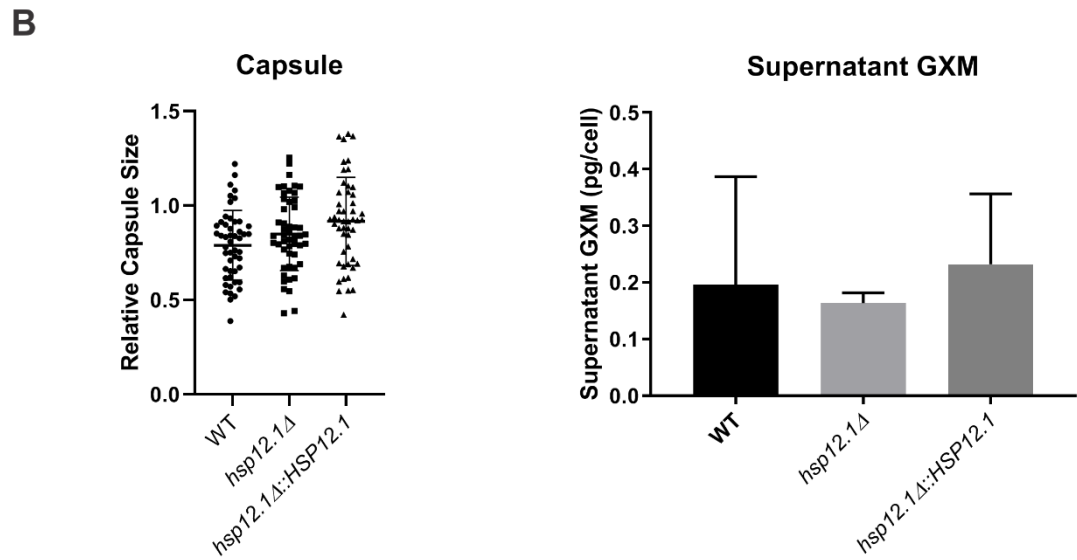 B
Capsule
Relative Capsule Size
1.5
1.0
0.5
0.0
WT
hsp12.1Δ
hsp12.1Δ::HSP12.1
Supernatant GXM
Supernatant GXM (pg/cell)
0.5
0.4
0.3
0.2
0.1
0.0
WT
hsp12.1Δ
hsp12.1Δ::HSP12.1